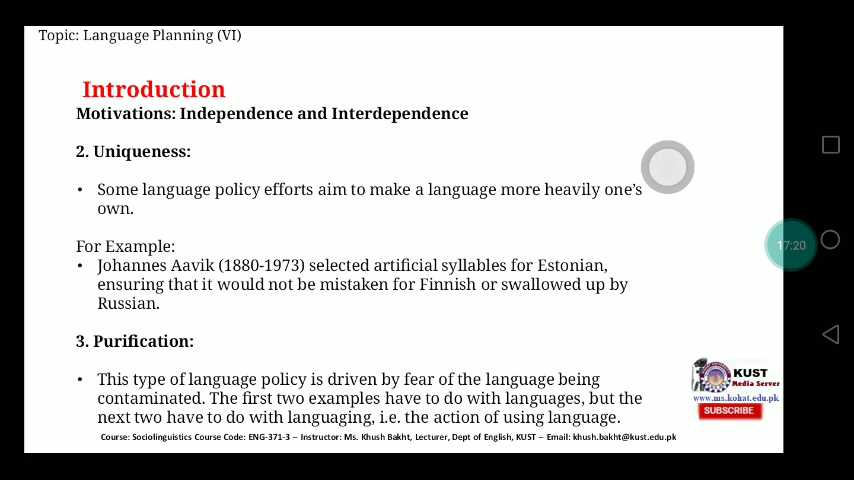 Topic: Language Planning (VI)
Introduction
Motivations: Independence and Interdependence
2. Uniqueness:
• Some language policy efforts aim to make a language more heavily one's
own.
For Example:
• Johannes Aavik (1880-1973) selected artificial syllables for Estonian,
ensuring that it would not be mistaken for Finnish or swallowed up by
Russian.
3. Purification:
• This type of language policy is driven by fear of the language being
contaminated. The first two examples have to do with languages, but the
next two have to do with languaging, i.e. the action of using language.
Course: Sociolinguistics Course Code: ENG-371-3 – Instructor: Ms. Khush Bakht, Lecturer, Dept of English, KUST – Email: khush.bakht@kust.edu.pk
17:20
KUST
Media Server
www.ms.kohat.edu.pk
SUBSCRIBE